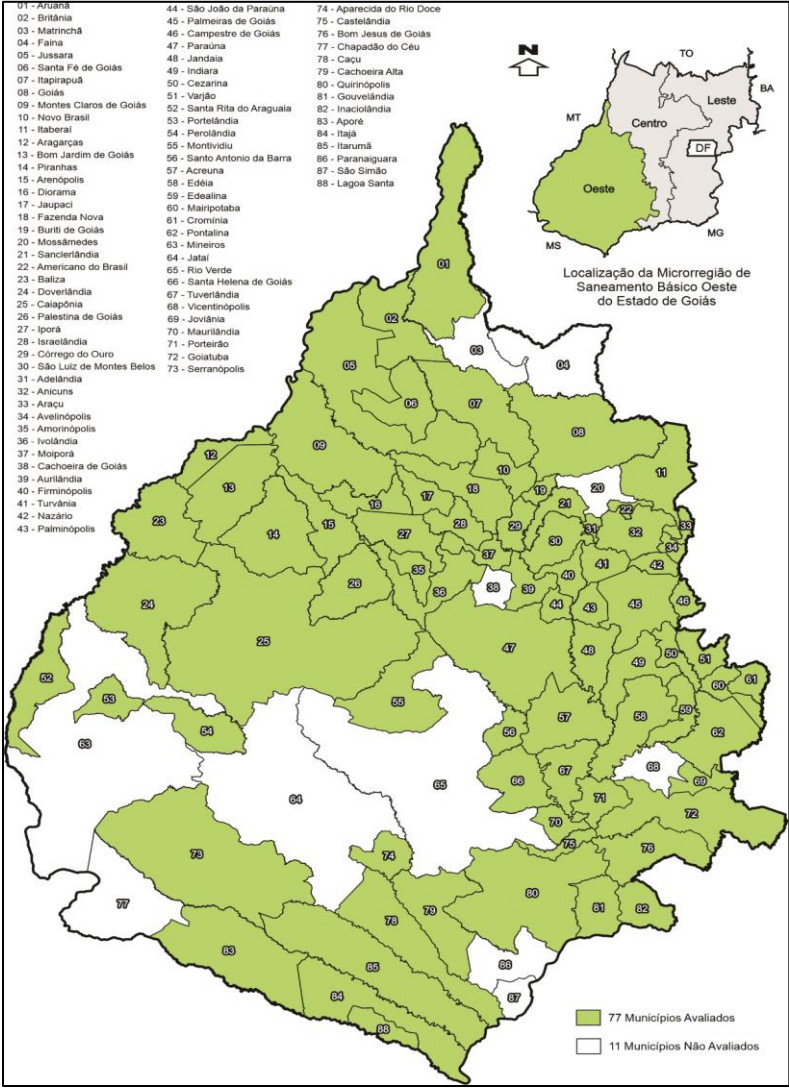 01 - Aruanã
02 - Britânia
03 - Matrinchã
04 - Faina
05 - Jussara
06 - Santa Fé de Goiás
07 - Itapirapuã
08 - Goiás
09 - Montes Claros de Goiás
10 - Novo Brasil
11 - Itaberaí
12 - Aragarças
13 - Bom Jardim de Goiás
14 - Piranhas
15 - Arenópolis
16 - Diorama
17 - Jaupaci
18 - Fazenda Nova
19 - Buriti de Goiás
20 - Mossâmedes
21 - Sanclerlândia
22 - Americano do Brasil
23 - Baliza
24 - Doverlândia
25 - Caiapônia
26 - Palestina de Goiás
27 - Iporá
28 - Israelândia
29 - Córrego do Ouro
30 - São Luiz de Montes Belos
31 - Adelândia
32 - Anicuns
33 - Araçu
34 - Avelinópolis
35 - Amorinópolis
36 - Ivolândia
37 - Moiporá
38 - Cachoeira de Goiás
39 - Aurilândia
40 - Firminópolis
41 - Turvânia
42 - Nazário
43 - Palminópolis
44 - São João da Paraúna
45 - Palmeiras de Goiás
46 - Campestre de Goiás
47 - Paraúna
48 - Jandaia
49 - Indiara
50 - Cezarina
51 - Varjão
52 - Santa Rita do Araguaia
53 - Portelândia
54 - Perolândia
55 - Montividiu
56 - Santo Antonio da Barra
57 - Acreuna
58 - Edéia
59 - Edealina
60 - Mairipotaba
61 - Cromínia
62 - Pontalina
63 - Mineiros
64 - Jataí
65 - Rio Verde
66 - Santa Helena de Goiás
67 - Tuverlândia
68 - Vicentinópolis
69 - Joviânia
70 - Maurilândia
71 - Porteirão
72 - Goiatuba
73 - Serranópolis
74 - Aparecida do Rio Doce
75 - Castelândia
76 - Bom Jesus de Goiás
77 - Chapadão do Céu
78 - Caçu
79 - Cachoeira Alta
80 - Quirinópolis
81 - Gouvelândia
82 - Inaciolândia
83 - Aporé
84 - Itajá
85 - Itarumã
86 - Paranaiguara
87 - São Simão
88 - Lagoa Santa
N
TO
BA
Leste
MT
Centro
DF
Oeste
MS
MG
Localização da Microrregião de
Saneamento Básico Oeste
do Estado de Goiás
01
02
03
04
05
06
07
08
09
10
11
12
13
18
19
20
21
22
16
17
23
14
15
27
28
29
30
31
32
33
34
37
35
26
36
38
39
40
41
42
24
44
43
45
46
25
47
48
49
50
51
52
53
54
55
56
57
58
59
60
61
62
63
64
65
66
67
68
69
70
71
72
73
74
75
76
77
78
79
80
81
82
83
84
85
86
87
88
77 Municípios Avaliados
11 Municípios Não Avaliados